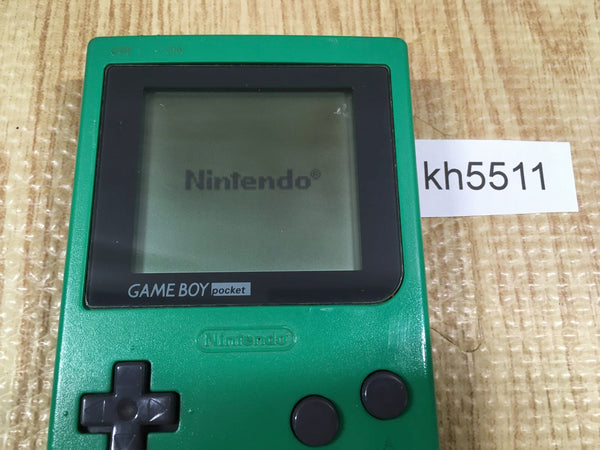 Nintendo®
kh5511
GAME BOY pocket
Nintendo
A